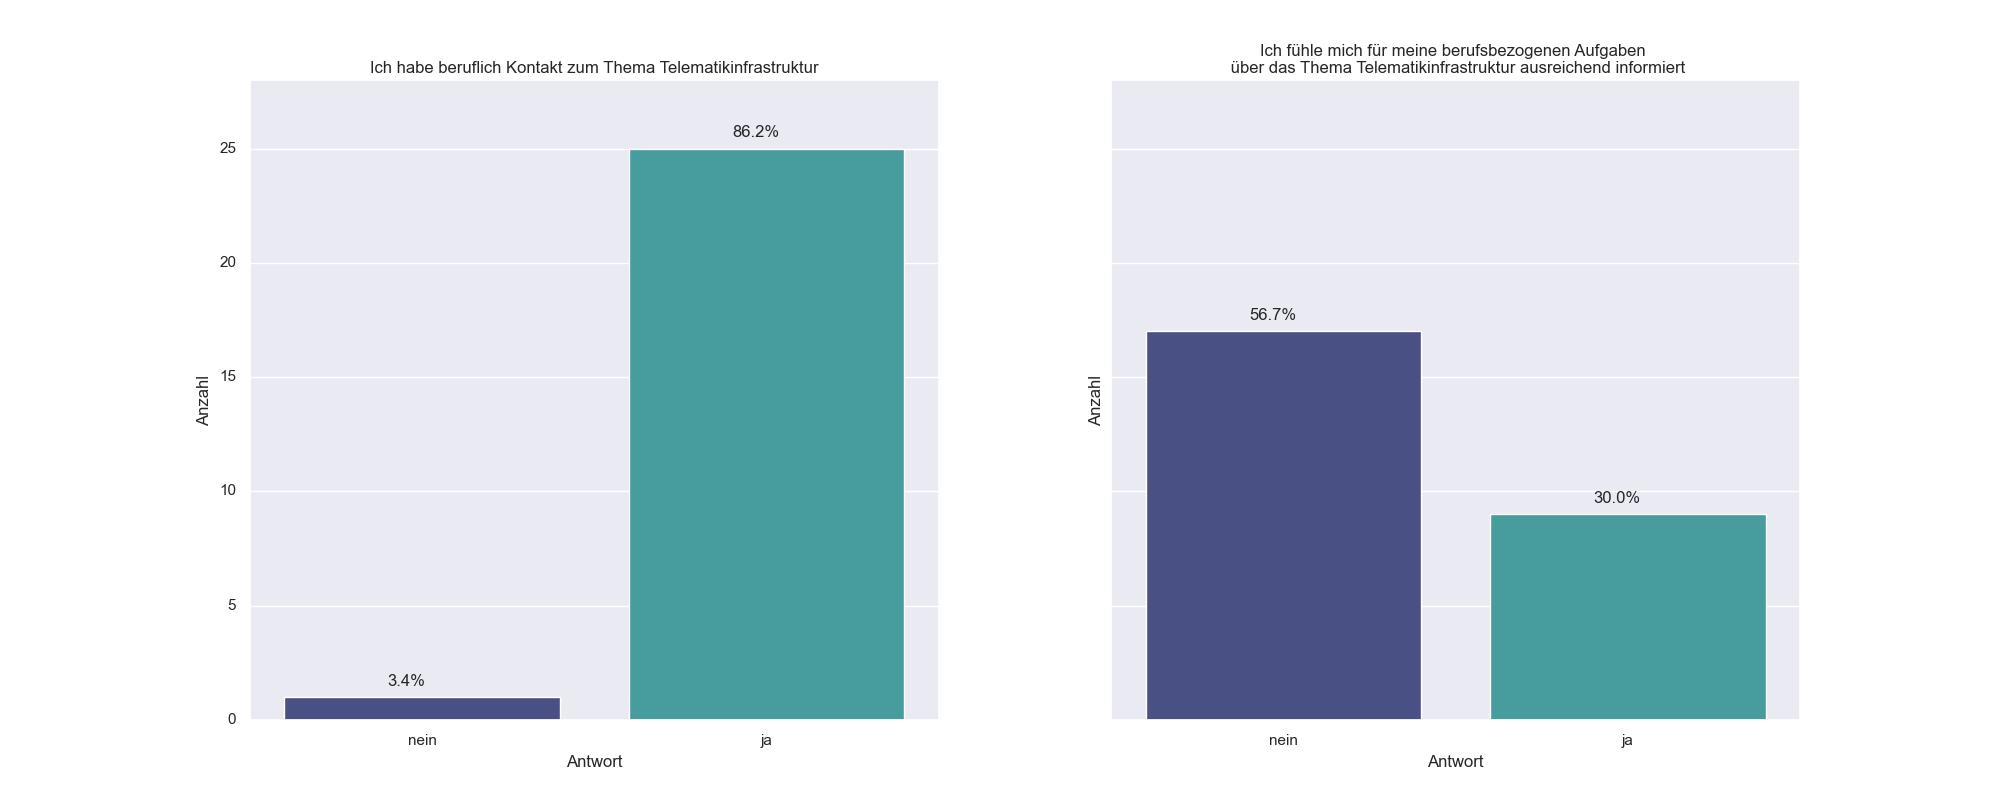 Ich habe beruflich Kontakt zum Thema Telematikinfrastruktur
86.2%
3.4%
25
20
15
10
5
0
Anzahl
nein
ja
Antwort
Ich fühle mich für meine berufsbezogenen Aufgaben
über das Thema Telematikinfrastruktur ausreichend informiert
56.7%
30.0%
Anzahl
nein
ja
Antwort